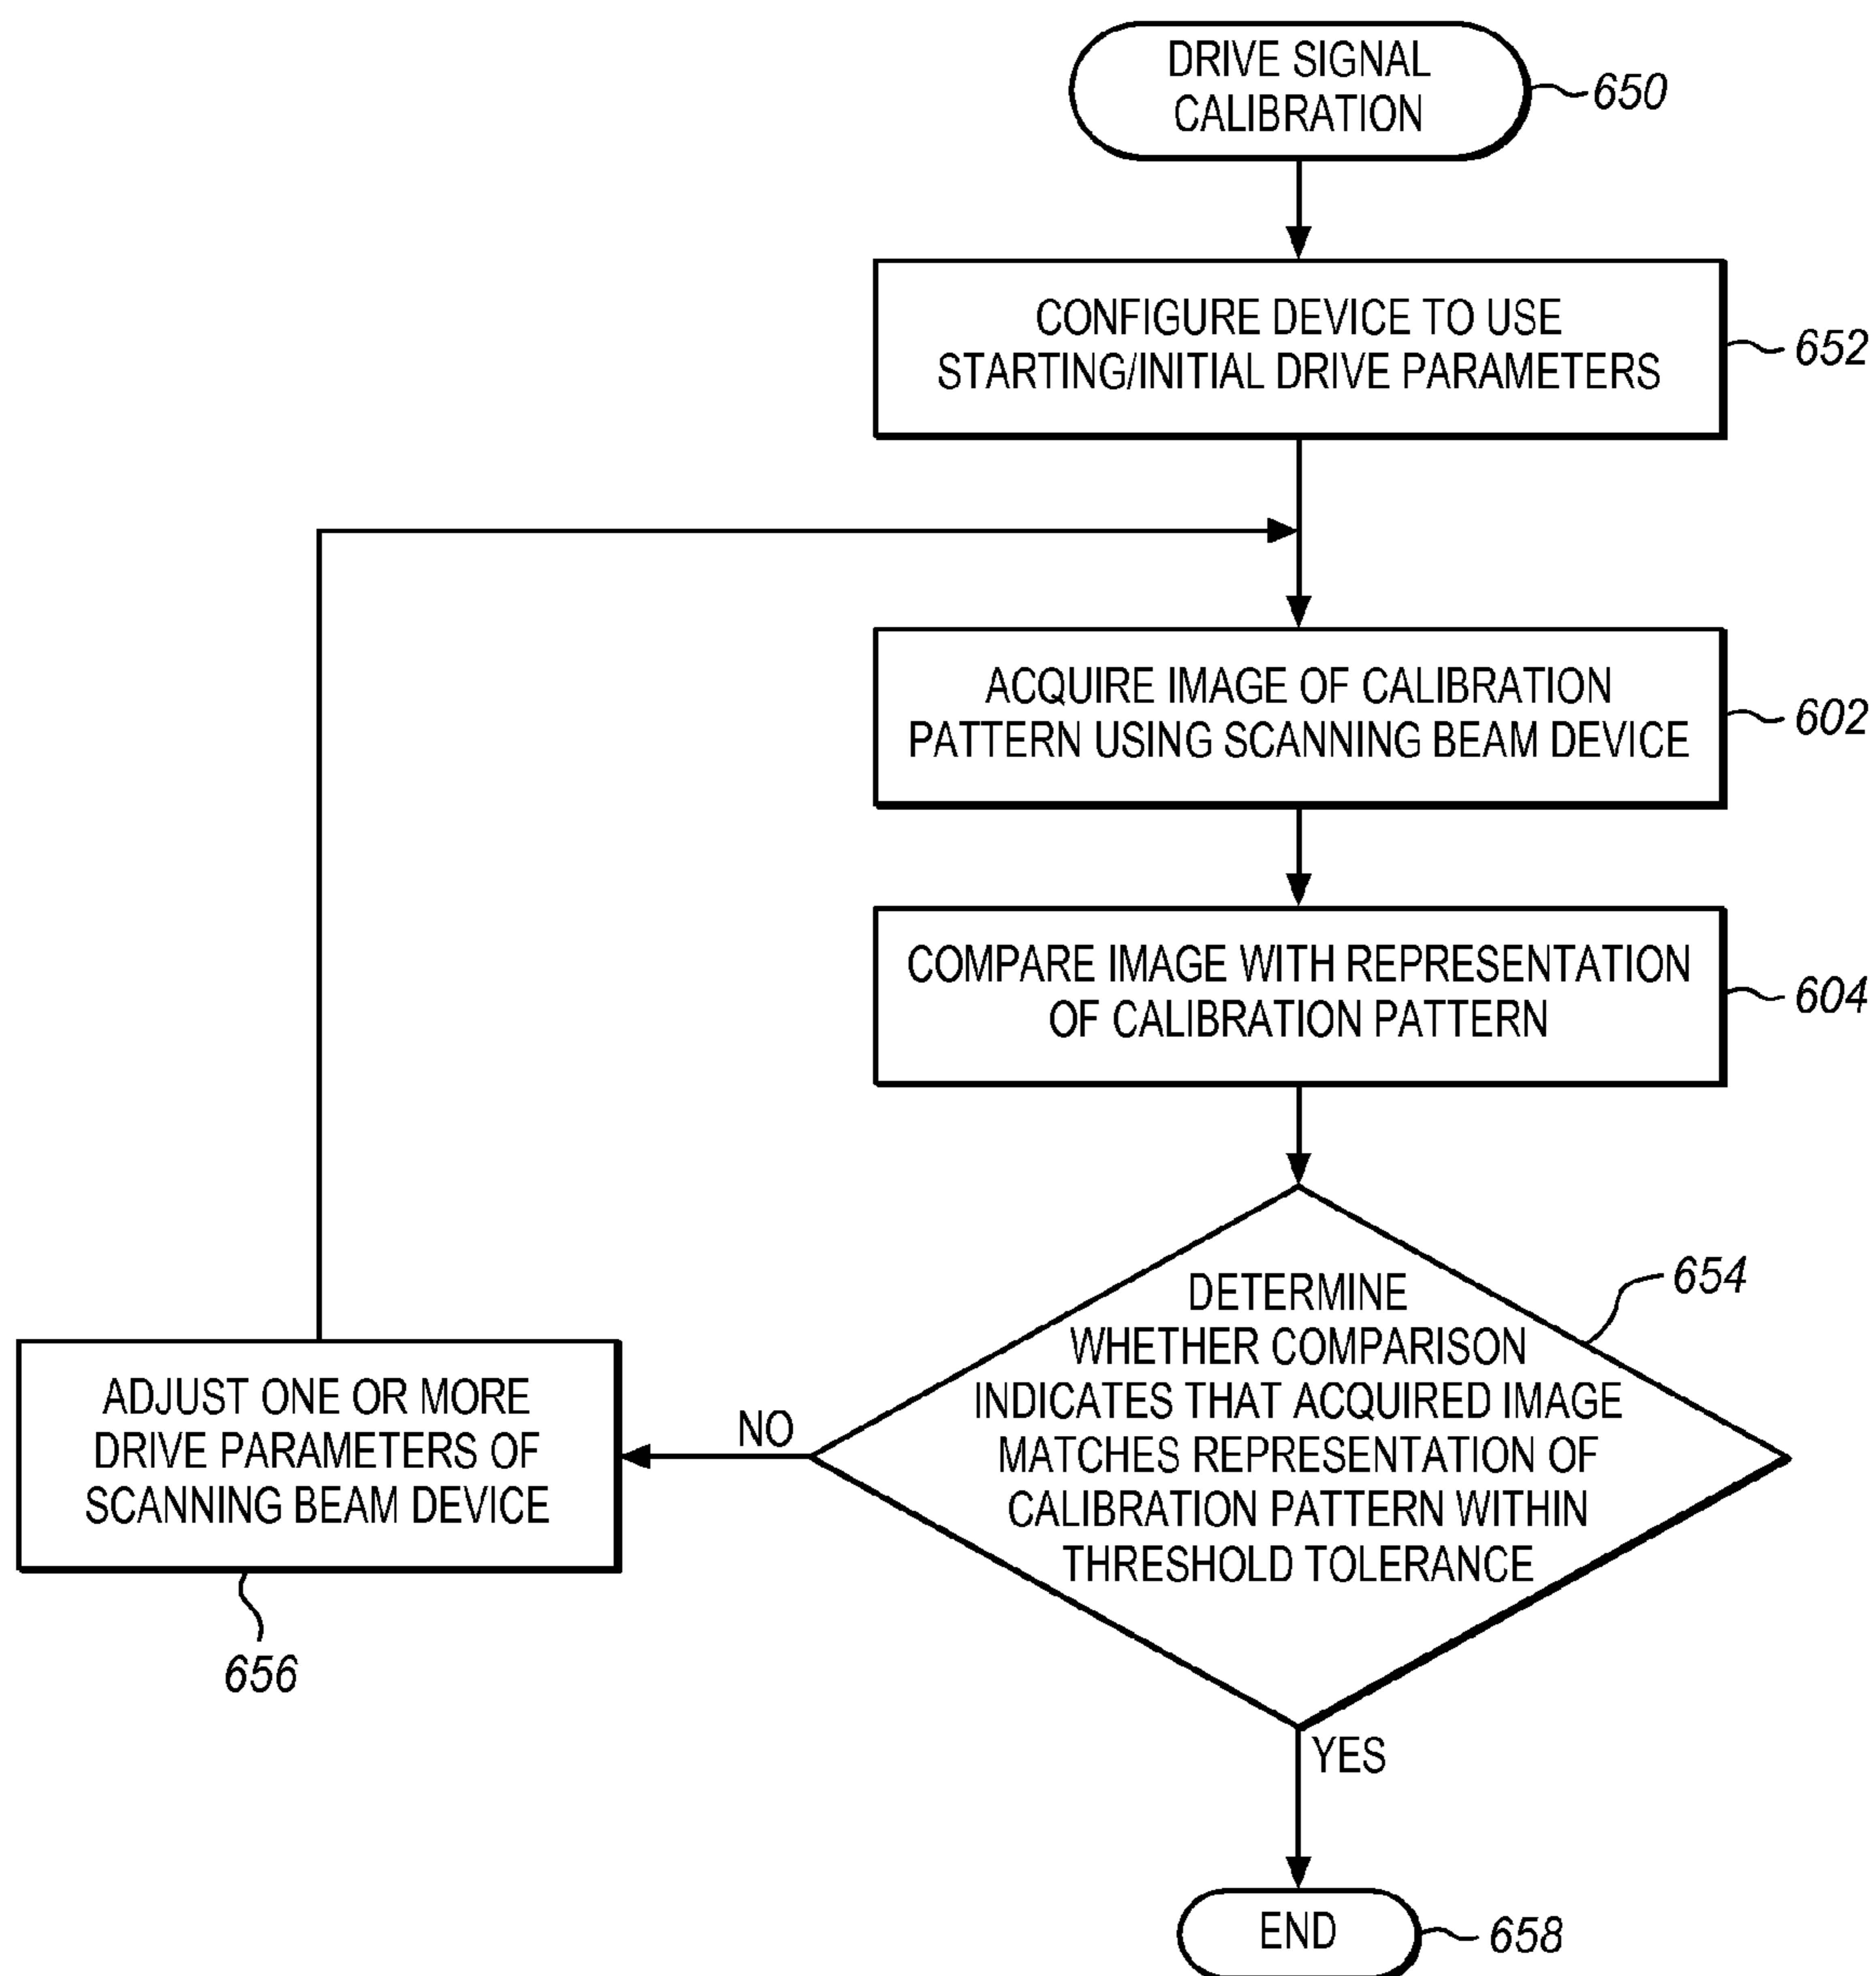 DRIVE SIGNAL
CALIBRATION
650
CONFIGURE DEVICE TO USE
STARTING/INITIAL DRIVE PARAMETERS
652
ACQUIRE IMAGE OF CALIBRATION
PATTERN USING SCANNING BEAM DEVICE
602
COMPARE IMAGE WITH REPRESENTATION
OF CALIBRATION PATTERN
604
DETERMINE
WHETHER COMPARISON
INDICATES THAT ACQUIRED IMAGE
MATCHES REPRESENTATION OF
CALIBRATION PATTERN WITHIN
THRESHOLD TOLERANCE
654
NO
ADJUST ONE OR MORE
DRIVE PARAMETERS OF
SCANNING BEAM DEVICE
656
YES
END
658